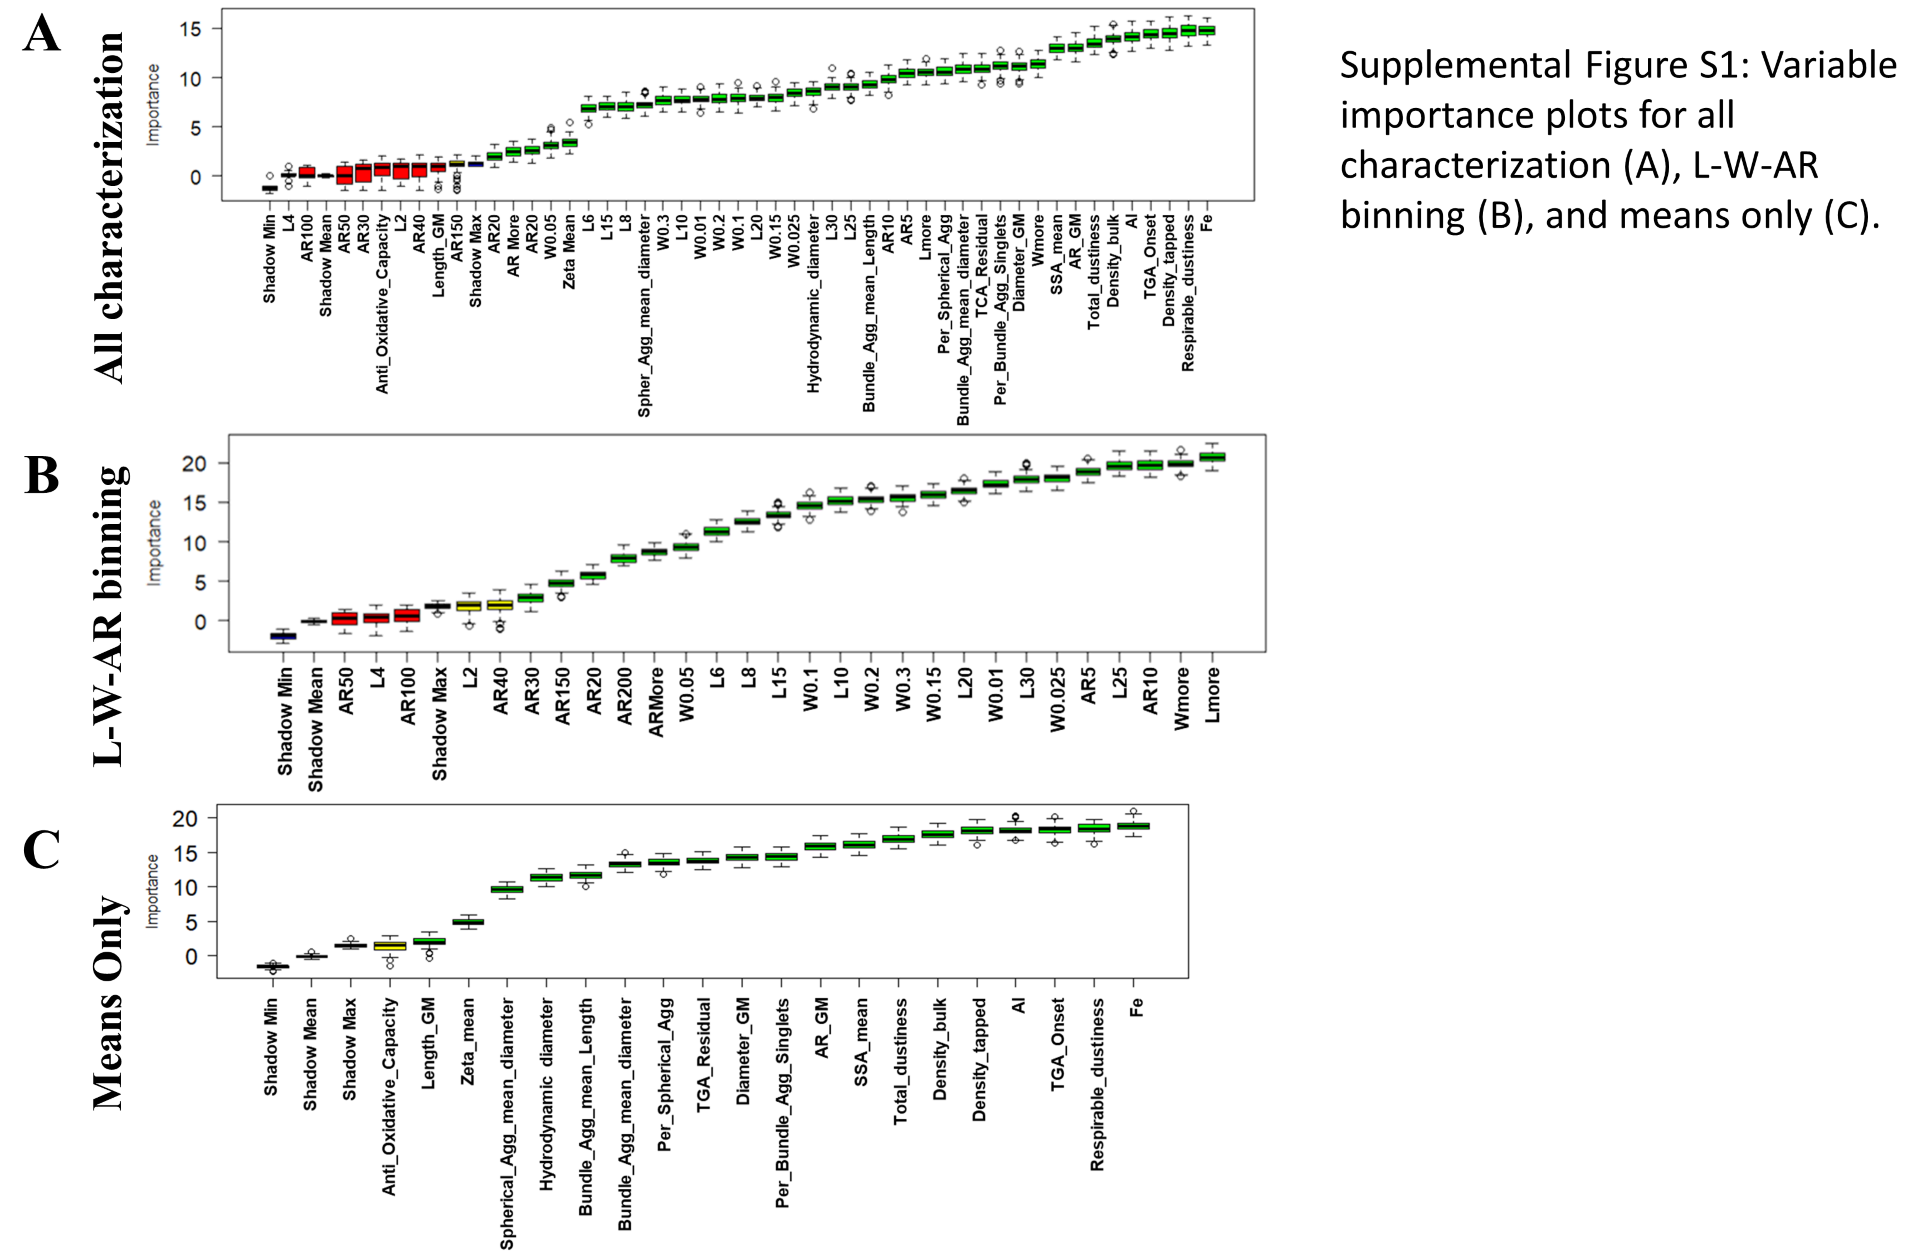 A
All characterization
Importance
15
10
5
0
Shadow Min
L4
AR100
Shadow Mean
AR50
AR30
Anti_Oxidative_Capacity
L2
AR40
Length_GM
AR150
Shadow Max
AR20
AR More
AR20
W0.05
Zeta Mean
L6
L15
L8
Spher_Agg_mean_diameter
W0.3
L10
W0.01
W0.2
W0.1
L20
W0.15
W0.025
Hydrodynamic_diameter
L30
L25
Bundle_Agg_mean_Length
AR10
AR5
Lmore
Per_Spherical_Agg
Bundle_Agg_mean_diameter
TCA_Residual
Per_Bundle_Agg_Singlets
Diameter_GM
Wmore
SSA_mean
AR_GM
Total_dustiness
Density_bulk
Al
TGA_Onset
Density_tapped
Respirable_dustiness
Fe
Supplemental Figure S1: Variable
importance plots for all
characterization (A), L-W-AR
binning (B), and means only (C).
B
L-W-AR binning
Importance
20
15
10
5
0
Shadow Min
Shadow Mean
AR50
L4
AR100
Shadow Max
L2
AR40
AR30
AR150
AR20
AR200
ARMore
W0.05
L6
L8
L15
W0.1
L10
W0.2
W0.3
W0.15
L20
W0.01
L30
W0.025
AR5
L25
AR10
Wmore
Lmore
C
Means Only
Importance
20
15
10
5
0
Shadow Min
Shadow Mean
Shadow Max
Anti_Oxidative_Capacity
Length_GM
Zeta_mean
Spherical_Agg_mean_diameter
Hydrodynamic diameter
Bundle_Agg_mean_Length
Bundle_Agg_mean_diameter
Per_Spherical_Agg
TGA_Residual
Diameter_GM
Per_Bundle_Agg_Singlets
AR_GM
SSA_mean
Total_dustiness
Density_bulk
Density_tapped
Al
TGA_Onset
Respirable_dustiness
Fe